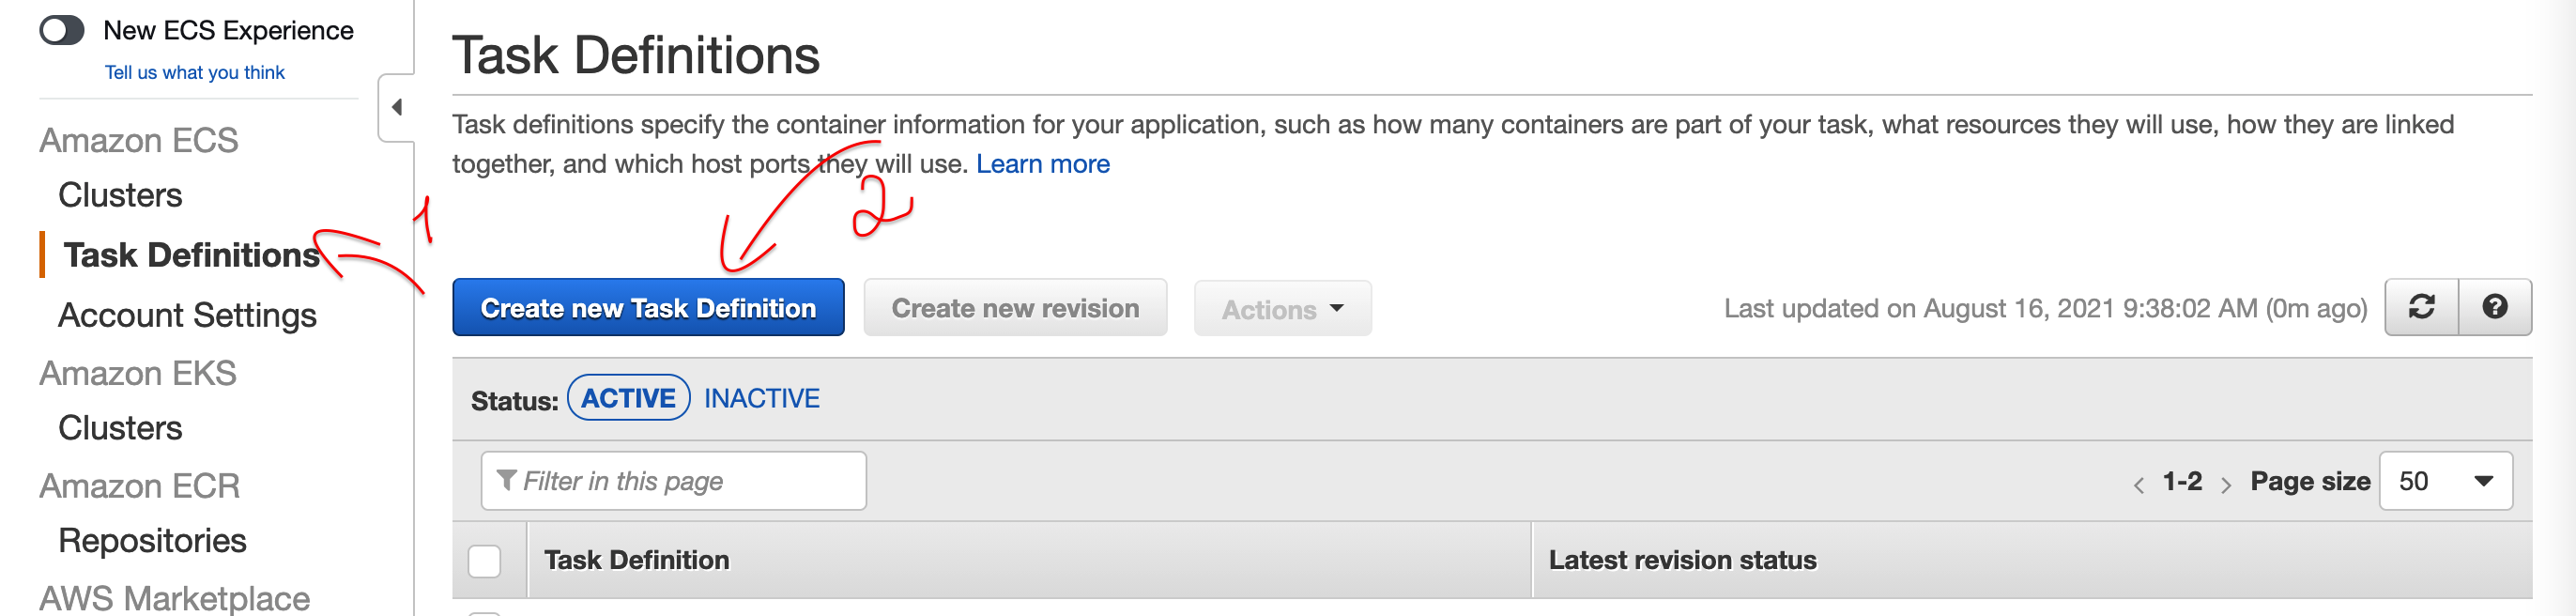 New ECS Experience
Tell us what you think
Amazon ECS
Clusters
Task Definitions
Account Settings
Amazon EKS
Clusters
Amazon ECR
Repositories
AWS Marketplace
1
Task Definitions
Task definitions specify the container information for your application, such as how many containers are part of your task, what resources they will use, how they are linked
together, and which host ports they will use. Learn more
2
Create new Task Definition Create new revision Actions Last updated on August 16, 2021 9:38:02 AM (0m ago)
Status: ACTIVE INACTIVE
Filter in this page < 1-2 > Page size 50
Task Definition Latest revision status